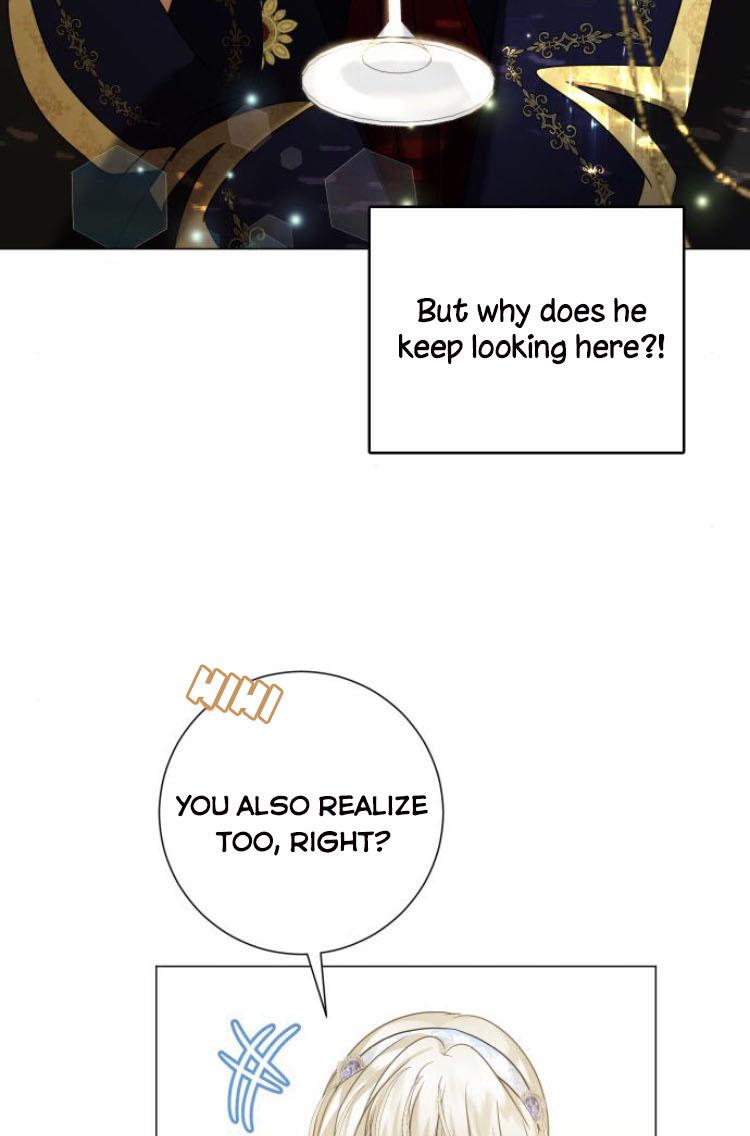 But why does he
keep looking here?!
HIHI
YOU ALSO REALIZE
TOO, RIGHT?